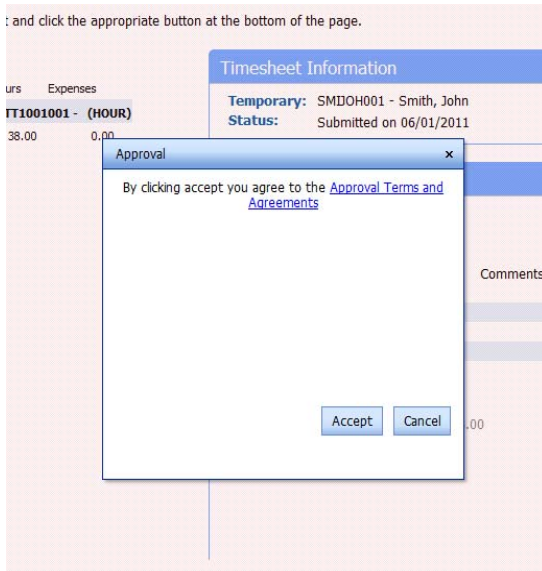 t and click the appropriate button at the bottom of the page.
urs Expenses
TT1001001 - (HOUR)
38.00 0.00
Timesheet Information
Temporary: SMIJOH001 - Smith, John
Status: Submitted on 06/01/2011
Approval x
By clicking accept you agree to the Approval Terms and
Agreements
Comments
Accept Cancel
.00